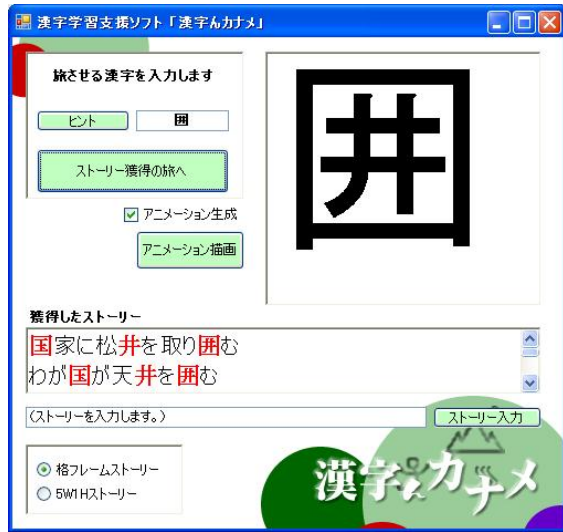 漢字学習支援ソフト「漢字んカナメ」
旅させる漢字を入力します
ヒント
囲
ストーリー獲得の旅へ
アニメーション生成
アニメーション描画
囲
獲得したストーリー
国家に松井を取り囲む
わが国が天井を囲む
(ストーリーを入力します。)
ストーリー入力
格フレームストーリー
5W1Hストーリー
漢字んカナメ